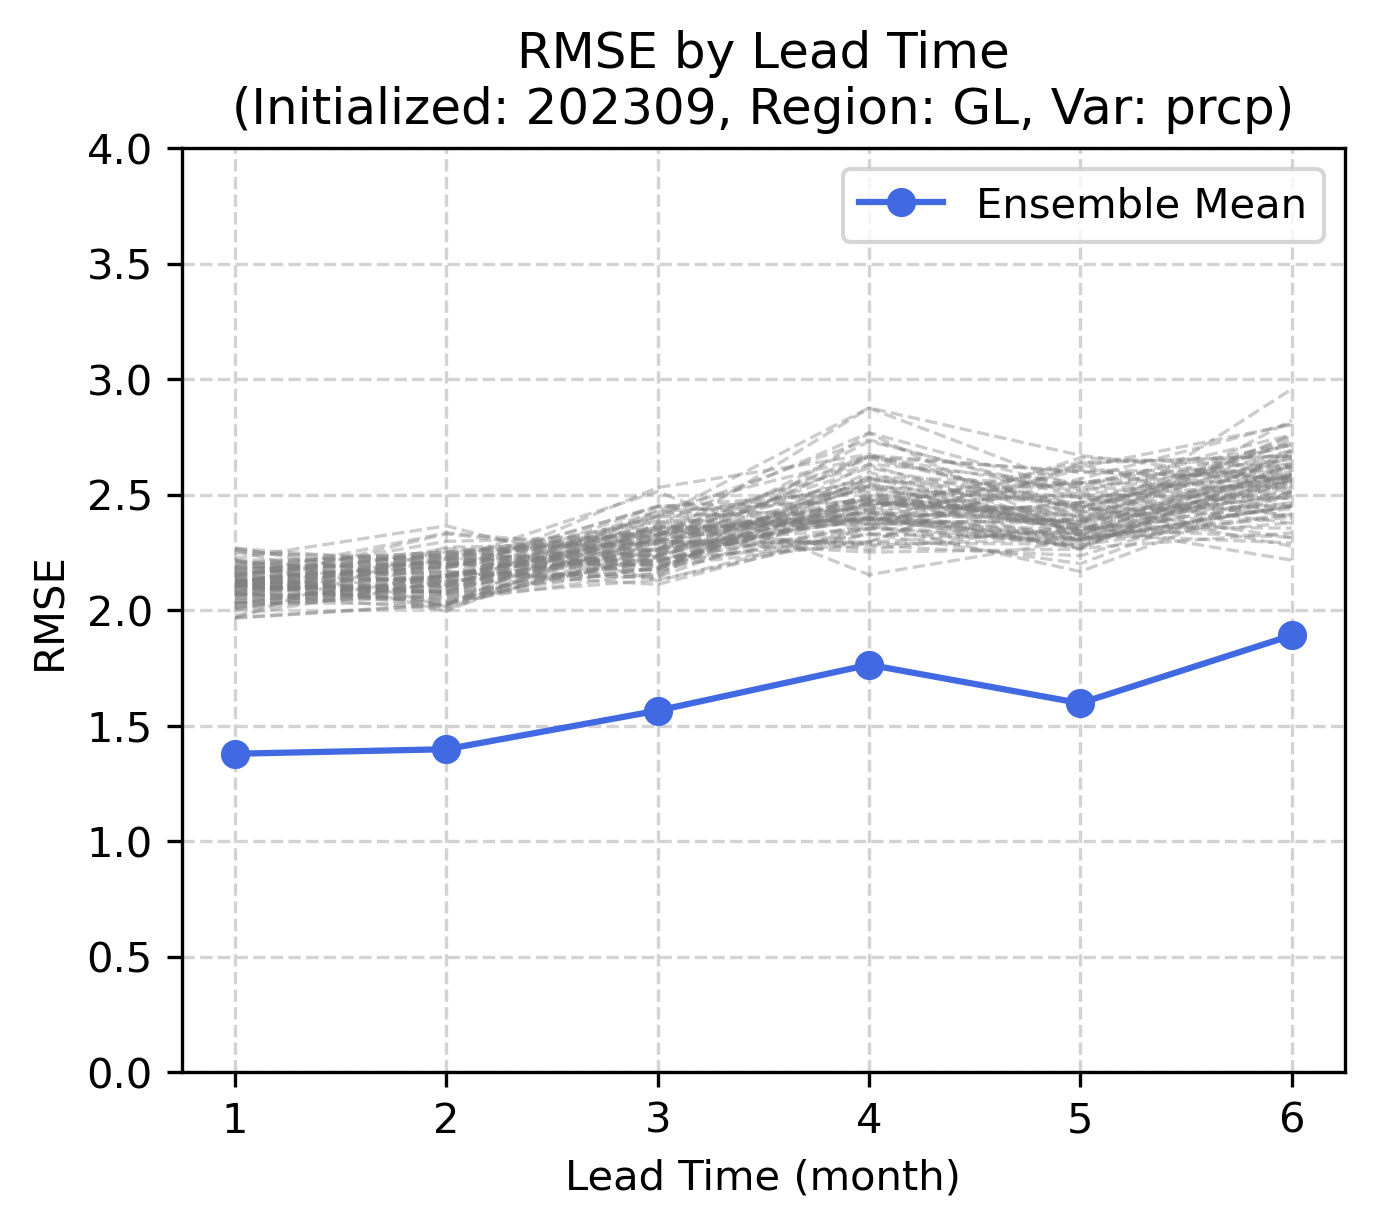 RMSE by Lead Time
(Initialized: 202309, Region: GL, Var: prcp)
4.0
3.5
3.0
2.5
2.0
1.5
1.0
0.5
0.0
RMSE
Ensemble Mean
1 2 3 4 5 6
Lead Time (month)